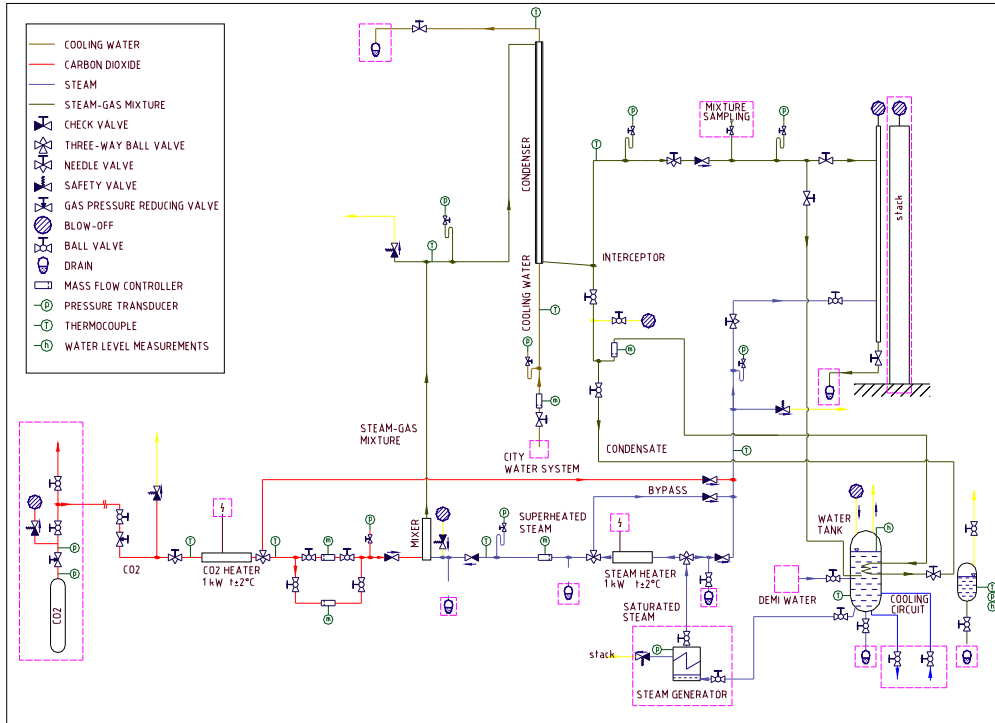 COOLING WATER
CARBON DIOXIDE
STEAM
STEAM-GAS MIXTURE
CHECK VALVE
THREE-WAY BALL VALVE
NEEDLE VALVE
SAFETY VALVE
GAS PRESSURE REDUCING VALVE
BLOW-OFF
BALL VALVE
DRAIN
MASS FLOW CONTROLLER
P PRESSURE TRANSDUCER
T THERMOCOUPLE
h WATER LEVEL MEASUREMENTS
T
CONDENSER
COOLING WATER
P
T
T
P
MIXTURE
SAMPLING
P
stack
INTERCEPTOR
T
P
m
m
P
CITY
WATER SYSTEM
CONDENSATE
T
STEAM-GAS
MIXTURE
BYPASS
SUPERHEATED
STEAM
P
P
CO2
CO2
CO2 HEATER
1 kW t±2°C
T
m
m
P
MIXER
T
P
m
STEAM HEATER
1 kW t±2°C
SATURATED
STEAM
stack
P
STEAM GENERATOR
WATER
TANK
h
DEMI WATER
T
COOLING
CIRCUIT
T
P
h